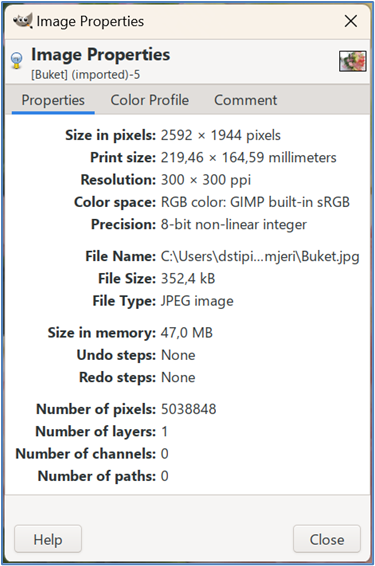 Image Properties
Image Properties
[Buket] (imported)-5
Properties Color Profile Comment
Size in pixels: 2592 × 1944 pixels
Print size: 219,46 × 164,59 millimeters
Resolution: 300 × 300 ppi
Color space: RGB color: GIMP built-in sRGB
Precision: 8-bit non-linear integer
File Name: C:\Users\dstipi...mjeri\Buket.jpg
File Size: 352,4 kB
File Type: JPEG image
Size in memory: 47,0 MB
Undo steps: None
Redo steps: None
Number of pixels: 5038848
Number of layers: 1
Number of channels: 0
Number of paths: 0
Help Close